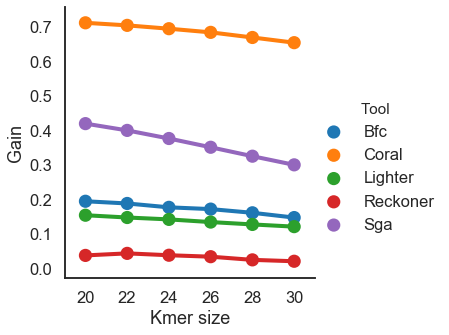 0.7
0.6
0.5
0.4
0.3
0.2
0.1
0.0
Gain
20 22 24 26 28 30
Kmer size
Tool
Bfc
Coral
Lighter
Reckoner
Sga